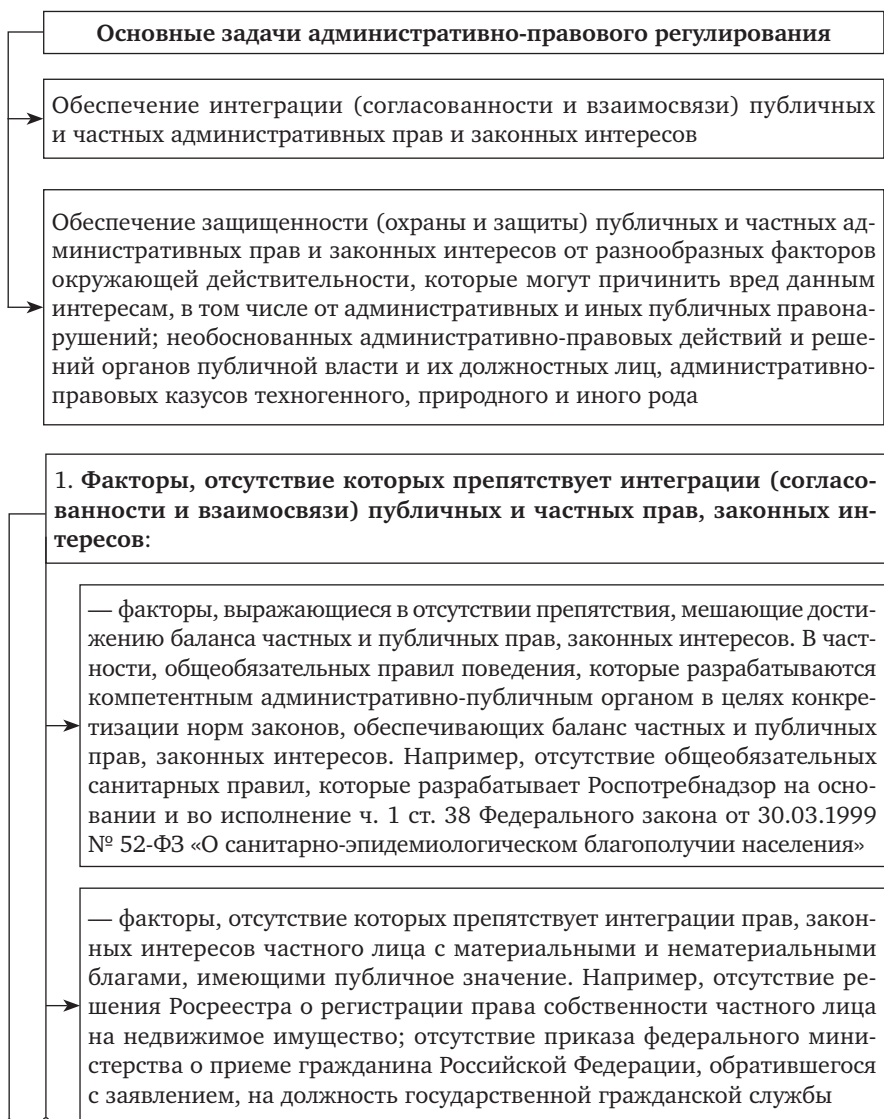 Основные задачи административно-правового регулирования
Обеспечение интеграции (согласованности и взаимосвязи) публичных
и частных административных прав и законных интересов
Обеспечение защищенности (охраны и защиты) публичных и частных ад-
министративных прав и законных интересов от разнообразных факторов
окружающей действительности, которые могут причинить вред данным
интересам, в том числе от административных и иных публичных правона-
рушений; необоснованных административно-правовых действий и реше-
ний органов публичной власти и их должностных лиц, административно-
правовых казусов техногенного, природного и иного рода
1. Факторы, отсутствие которых препятствует интеграции (согласо-
ванности и взаимосвязи) публичных и частных прав, законных ин-
тересов:
— факторы, выражающиеся в отсутствии препятствия, мешающие дости-
жению баланса частных и публичных прав, законных интересов. В част-
ности, общеобязательных правил поведения, которые разрабатываются
компетентным административно-публичным органом в целях конкре-
тизации норм законов, обеспечивающих баланс частных и публичных
прав, законных интересов. Например, отсутствие общеобязательных
санитарных правил, которые разрабатывает Роспотребнадзор на осно-
вании и во исполнение ч. 1 ст. 38 Федерального закона от 30.03.1999
№ 52-ФЗ «О санитарно-эпидемиологическом благополучии населения»
— факторы, отсутствие которых препятствует интеграции прав, закон-
ных интересов частного лица с материальными и нематериальными
благами, имеющими публичное значение. Например, отсутствие ре-
шения Росреестра о регистрации права собственности частного лица
на недвижимое имущество; отсутствие приказа федерального мини-
стерства о приеме гражданина Российской Федерации, обратившегося
с заявлением, на должность государственной гражданской службы